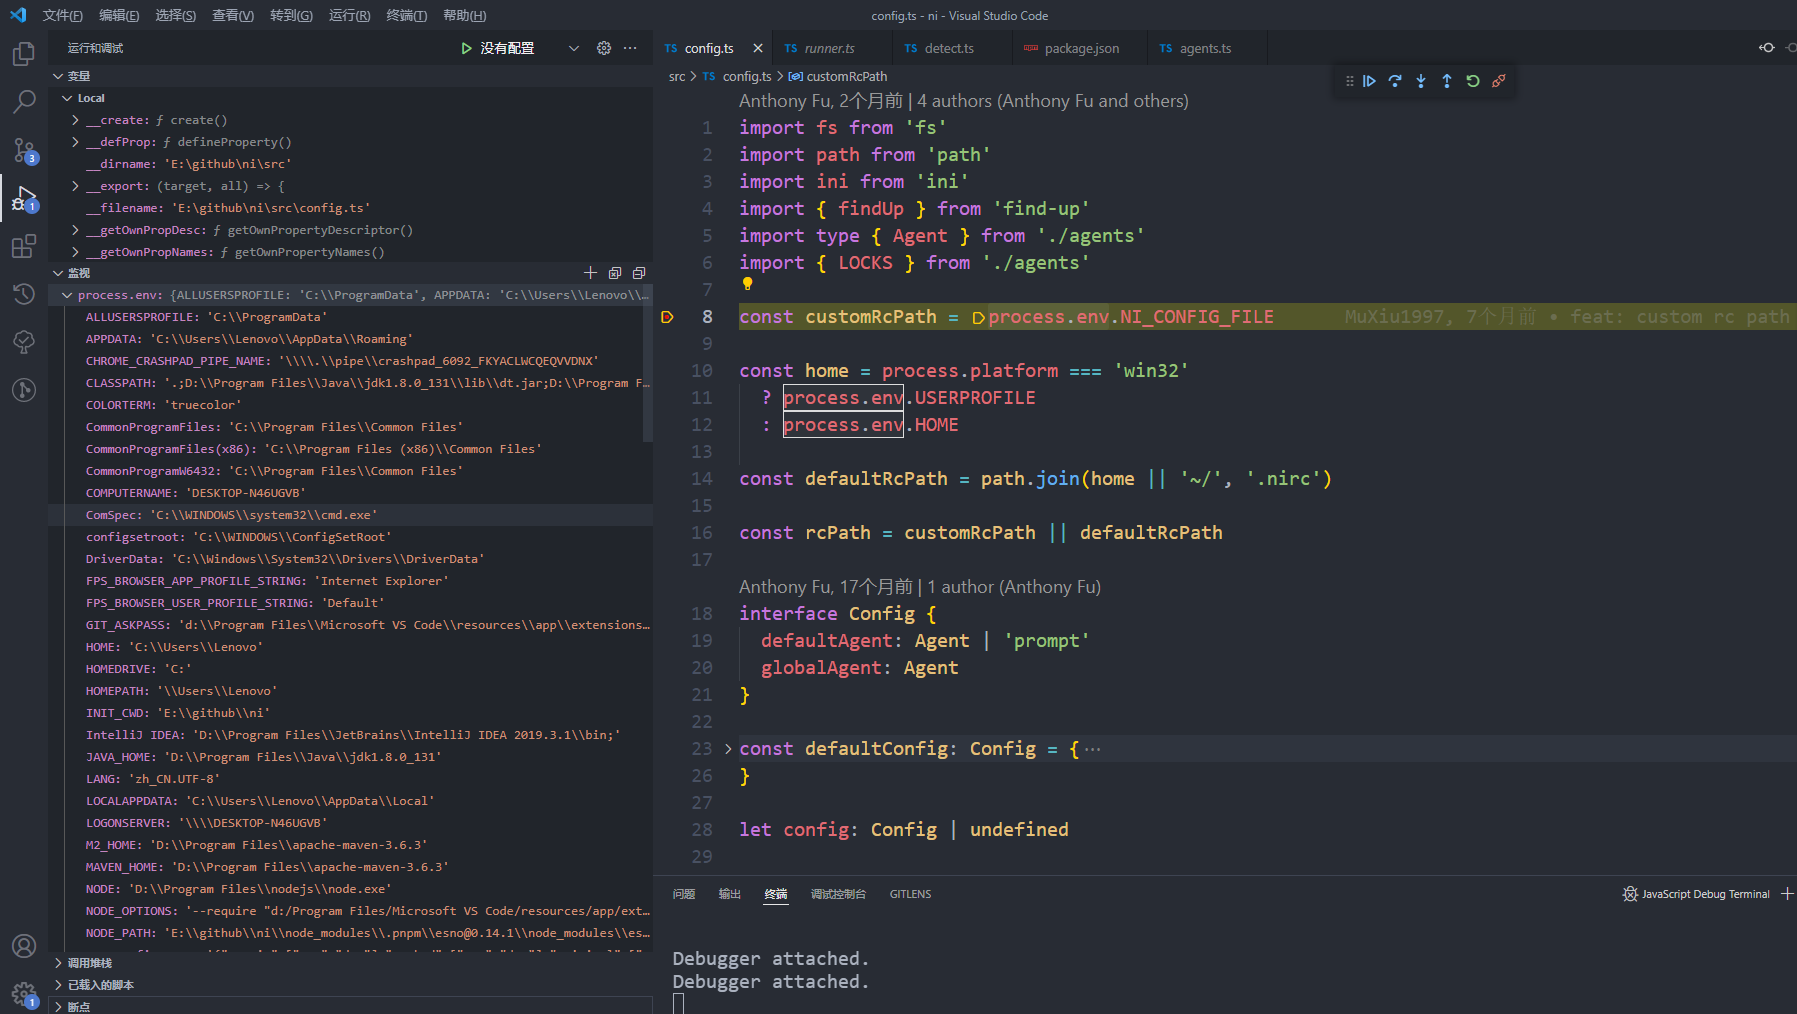 文件(F) 编辑(E) 选择(S) 查看(V) 转到(G) 运行(R) 终端(T) 帮助(H)
config.ts - ni - Visual Studio Code
运行和调试
没有配置
变量
Local
__create: ƒ create()
__defProp: ƒ defineProperty()
__dirname: 'E:\github\ni\src'
__export: (target, all) => {
__filename: 'E:\github\ni\src\config.ts'
__getOwnPropDesc: ƒ getOwnPropertyDescriptor()
__getOwnPropNames: ƒ getOwnPropertyNames()
监视
process.env: {ALLUSERSPROFILE: 'C:\\ProgramData', APPDATA: 'C:\\Users\\Lenovo\\…
ALLUSERSPROFILE: 'C:\\ProgramData'
APPDATA: 'C:\\Users\\Lenovo\\AppData\\Roaming'
CHROME_CRASHPAD_PIPE_NAME: '\\\\.\\pipe\\crashpad_6092_FKYACLWCQEQVVDNX'
CLASSPATH: '.;D:\\Program Files\\Java\\jdk1.8.0_131\\lib\\dt.jar;D:\\Program F…
COLORTERM: 'truecolor'
CommonProgramFiles: 'C:\\Program Files\\Common Files'
CommonProgramFiles(x86): 'C:\\Program Files (x86)\\Common Files'
CommonProgramW6432: 'C:\\Program Files\\Common Files'
COMPUTERNAME: 'DESKTOP-N46UGVB'
ComSpec: 'C:\\WINDOWS\\system32\\cmd.exe'
configsetroot: 'C:\\WINDOWS\\ConfigSetRoot'
DriverData: 'C:\\Windows\\System32\\Drivers\\DriverData'
FPS_BROWSER_APP_PROFILE_STRING: 'Internet Explorer'
FPS_BROWSER_USER_PROFILE_STRING: 'Default'
GIT_ASKPASS: 'd:\\Program Files\\Microsoft VS Code\\resources\\app\\extensions…
HOME: 'C:\\Users\\Lenovo'
HOMEDRIVE: 'C:'
HOMEPATH: '\\Users\\Lenovo'
INIT_CWD: 'E:\\github\\ni'
IntelliJ IDEA: 'D:\\Program Files\\JetBrains\\IntelliJ IDEA 2019.3.1\\bin;'
JAVA_HOME: 'D:\\Program Files\\Java\\jdk1.8.0_131'
LANG: 'zh_CN.UTF-8'
LOCALAPPDATA: 'C:\\Users\\Lenovo\\AppData\\Local'
LOGONSERVER: '\\\\DESKTOP-N46UGVB'
M2_HOME: 'D:\\Program Files\\apache-maven-3.6.3'
MAVEN_HOME: 'D:\\Program Files\\apache-maven-3.6.3'
NODE: 'D:\\Program Files\\nodejs\\node.exe'
NODE_OPTIONS: '--require "d:/Program Files/Microsoft VS Code/resources/app/ext…
NODE_PATH: 'E:\\github\\ni\\node_modules\\.pnpm\\esno@0.14.1\\node_modules\\es…
调用堆栈
已载入的脚本
断点
3
1
1
TS config.ts
TS runner.ts
TS detect.ts
package.json
TS agents.ts
src > TS config.ts > customRcPath
Anthony Fu, 2个月前 | 4 authors (Anthony Fu and others)
1 import fs from 'fs'
2 import path from 'path'
3 import ini from 'ini'
4 import { findUp } from 'find-up'
5 import type { Agent } from './agents'
6 import { LOCKS } from './agents'
7
8 const customRcPath = process.env.NI_CONFIG_FILE MuXiu1997, 7个月前 • feat: custom rc path
9
10 const home = process.platform === 'win32'
11 ? process.env.USERPROFILE
12 : process.env.HOME
13
14 const defaultRcPath = path.join(home || '~/', '.nirc')
15
16 const rcPath = customRcPath || defaultRcPath
17
Anthony Fu, 17个月前 | 1 author (Anthony Fu)
18 interface Config {
19 defaultAgent: Agent | 'prompt'
20 globalAgent: Agent
21 }
22
23 const defaultConfig: Config = {···
26 }
27
28 let config: Config | undefined
29
问题 输出 终端 调试控制台 GITLENS
JavaScript Debug Terminal
Debugger attached.
Debugger attached.